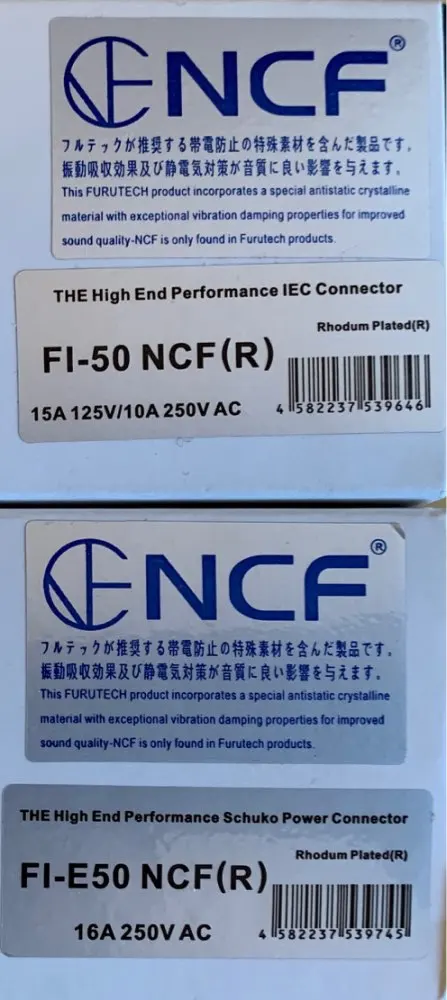 NCF®
フルテックが推奨する帯電防止の特殊素材を含んだ製品です。
振動吸収効果及び静電気対策が音質に良い影響を与えます。
This FURUTECH product incorporates a special antistatic crystalline
material with exceptional vibration damping properties for improved
sound quality-NCF is only found in Furutech products.
THE High End Performance IEC Connector
Rhodum Plated(R)
FI-50 NCF(R)
15A 125V/10A 250V AC
4 582237 539646
NCF®
フルテックが推奨する帯電防止の特殊素材を含んだ製品です。
振動吸収効果及び静電気対策が音質に良い影響を与えます。
This FURUTECH product incorporates a special antistatic crystalline
material with exceptional vibration damping properties for improved
sound quality-NCF is only found in Furutech products.
THE High End Performance Schuko Power Connector
Rhodum Plated(R)
FI-E50 NCF(R)
16A 250V AC
4 582237 539745